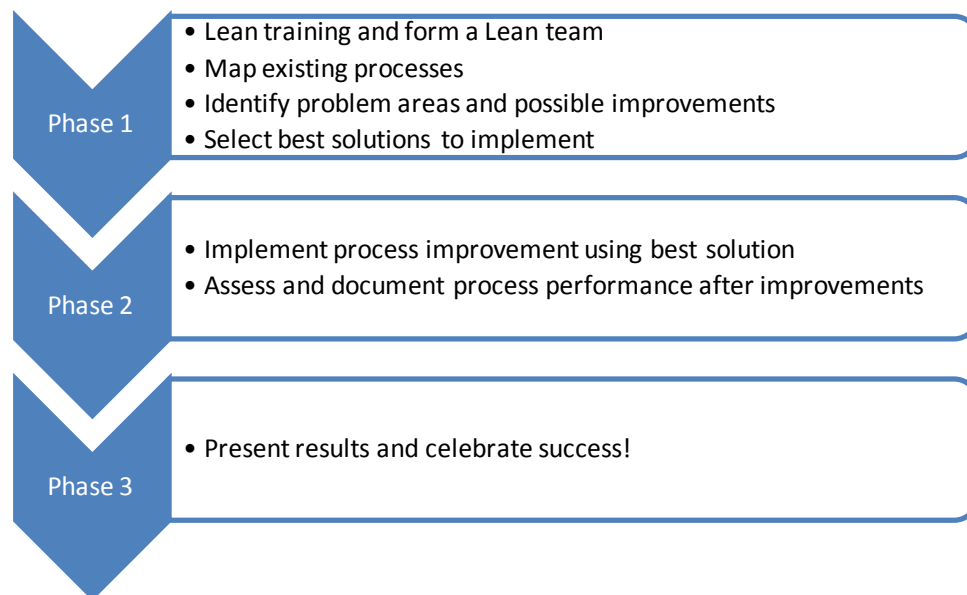 Phase 1
• Lean training and form a Lean team
• Map existing processes
• Identify problem areas and possible improvements
• Select best solutions to implement
Phase 2
• Implement process improvement using best solution
• Assess and document process performance after improvements
Phase 3
• Present results and celebrate success!